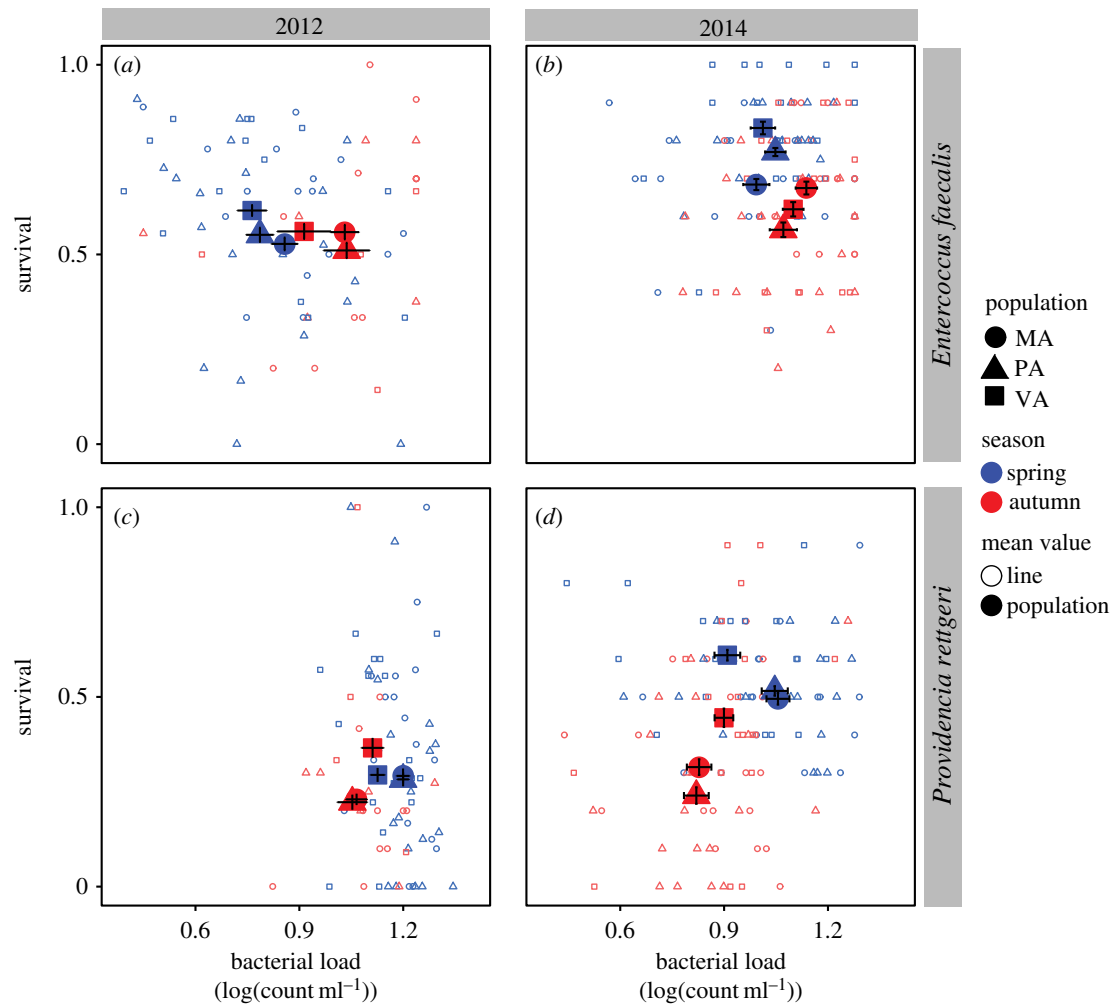 2012
2014
(a)
(b)
1.0
0.5
0
survival
Entercoccus faecalis
(c)
(d)
1.0
0.5
0
survival
Providencia rettgeri
0.6
0.9
1.2
0.6
0.9
1.2
bacterial load
(log(count ml⁻¹))
bacterial load
(log(count ml⁻¹))
population
MA
PA
VA
season
spring
autumn
mean value
line
population